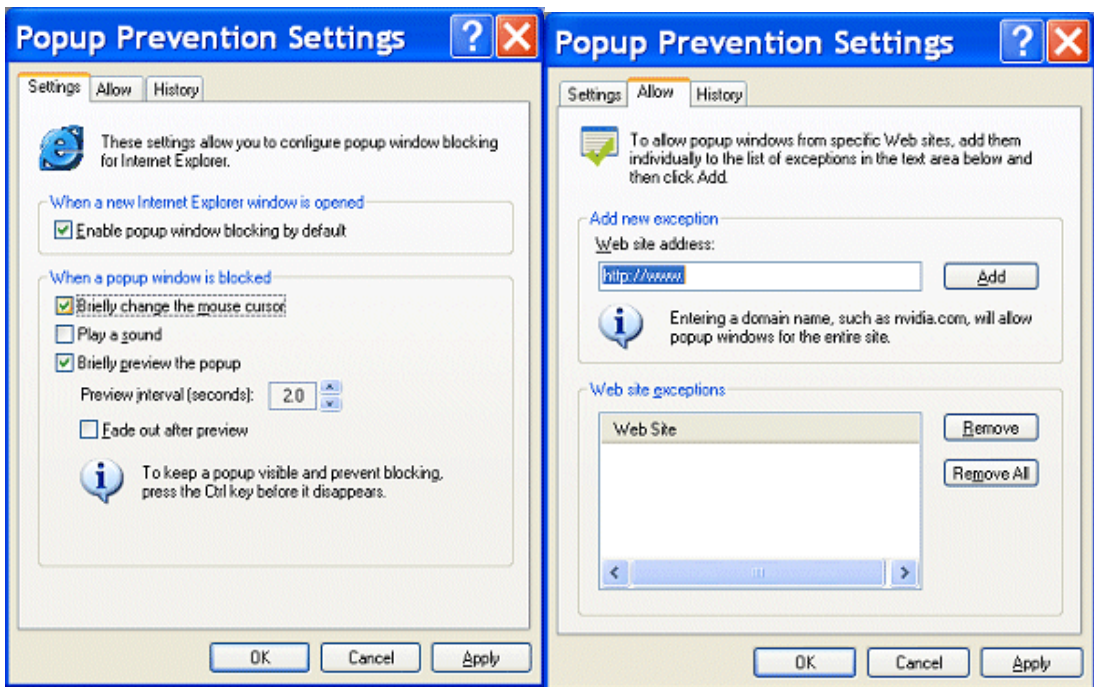 Popup Prevention Settings
Settings Allow History
These settings allow you to configure popup window blocking
for Internet Explorer.
When a new Internet Explorer window is opened
Enable popup window blocking by default
When a popup window is blocked
Briefly change the mouse cursor
Play a sound
Briefly preview the popup
Preview interval (seconds): 2.0
Fade out after preview
To keep a popup visible and prevent blocking,
press the Ctrl key before it disappears.
OK Cancel Apply
Popup Prevention Settings
Settings Allow History
To allow popup windows from specific Web sites, add them
individually to the list of exceptions in the text area below and
then click Add.
Add new exception
Web site address:
http://www. Add
Entering a domain name, such as nvidia.com, will allow
popup windows for the entire site.
Web site exceptions
Web Site
Remove
Remove All
OK Cancel Apply